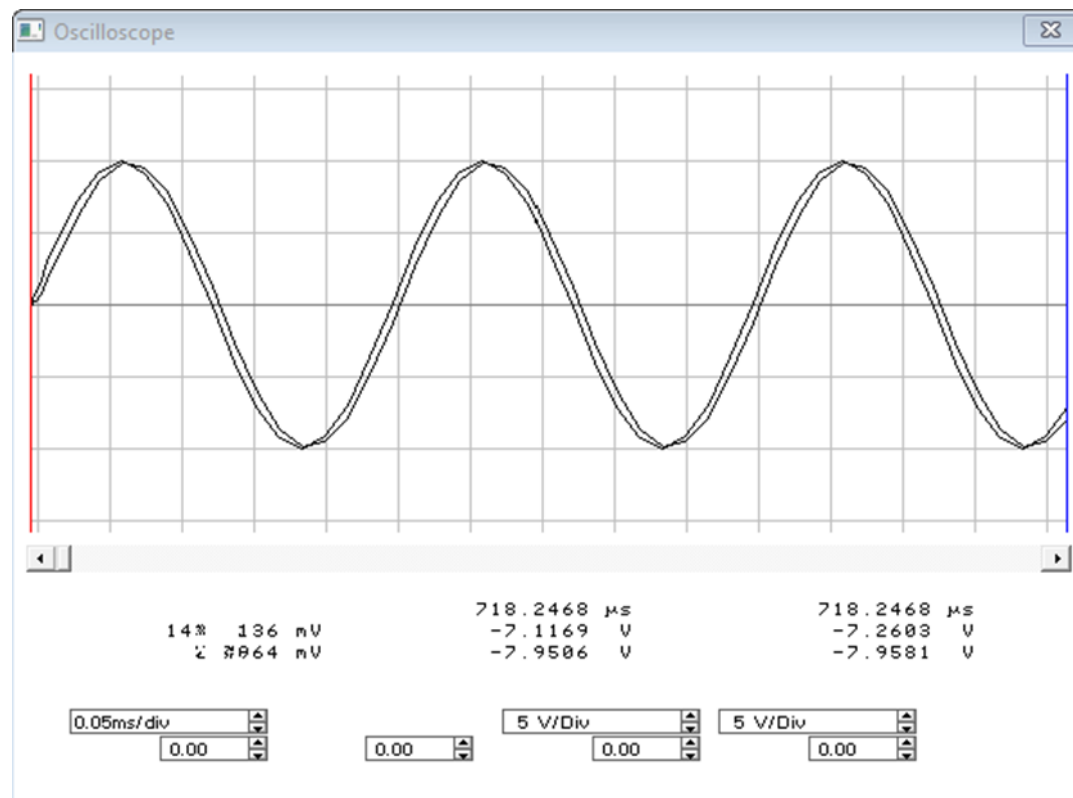 Oscilloscope
718.2468 µs 718.2468 µs
136 mV -7.1169 V -7.2603 V
mV -7.9506 V -7.9581 V
0.05ms/div 5 V/Div 5 V/Div
0.00 0.00 0.00 0.00